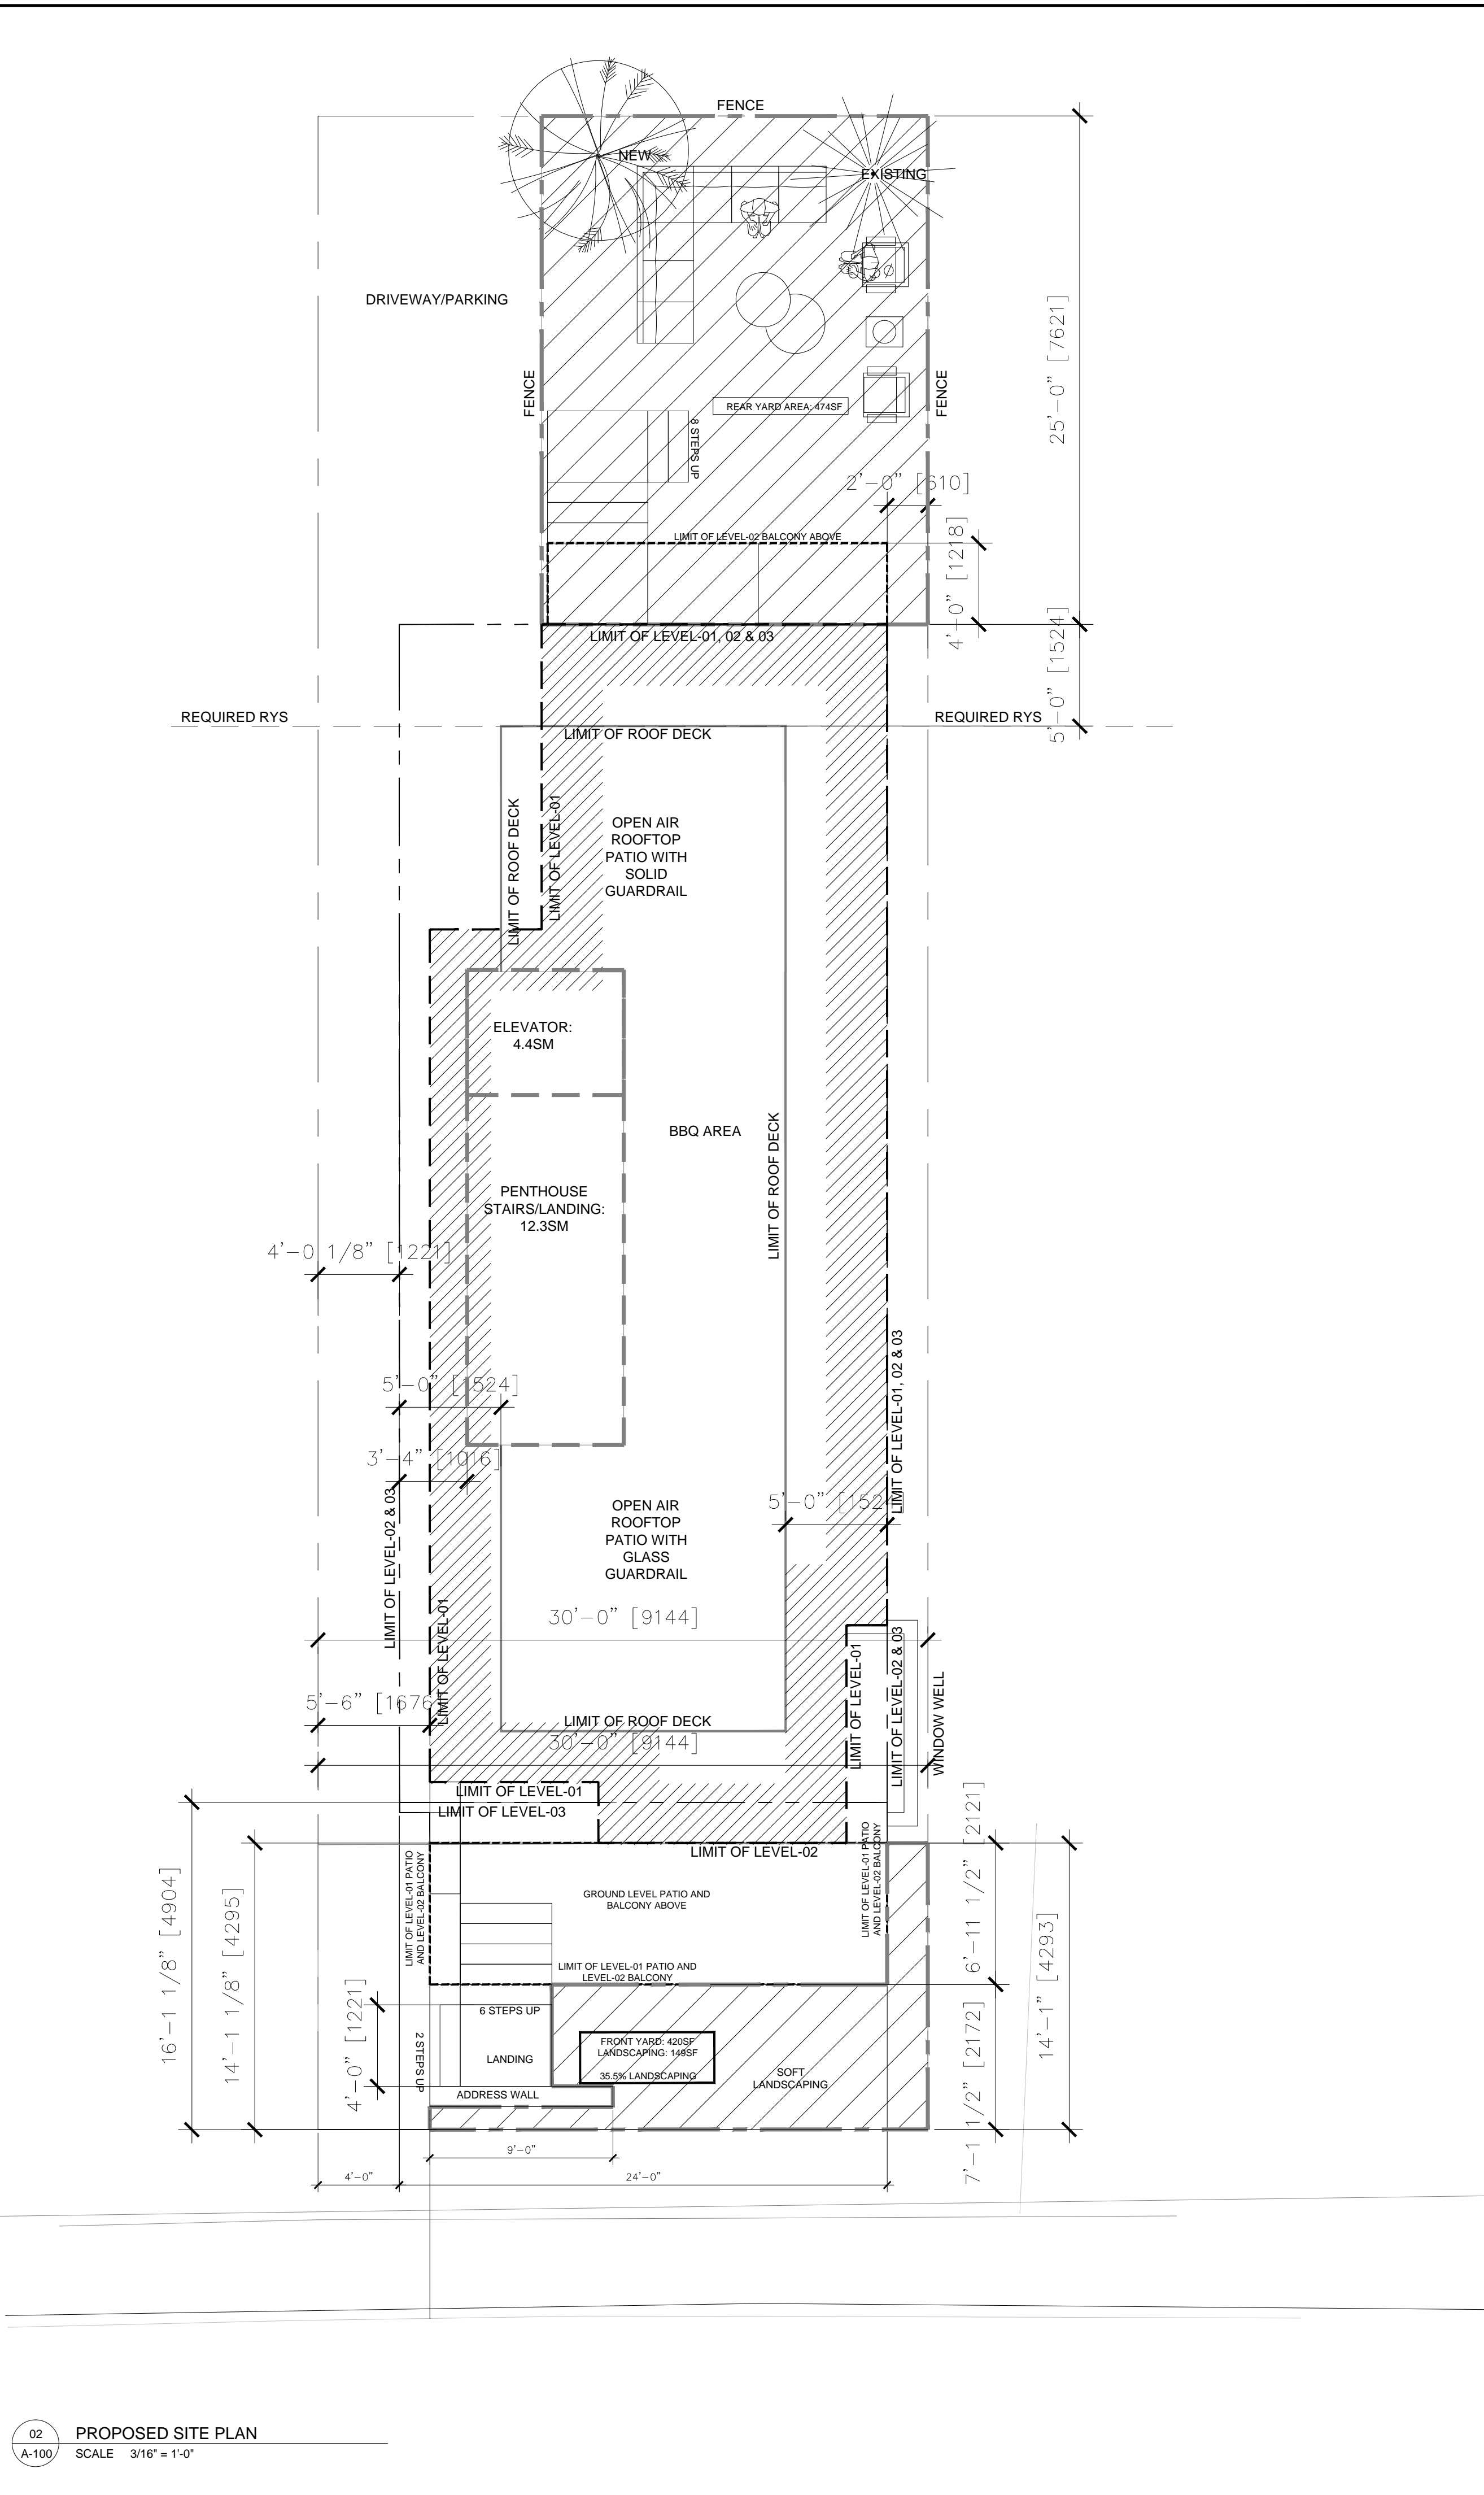 FENCE
NEW
EXISTING
DRIVEWAY/PARKING
25'-0" [7621]
FENCE
FENCE
REAR YARD AREA: 474SF
8 STEPS UP
2'-0" [610]
LIMIT OF LEVEL-02 BALCONY ABOVE
4'-0" [1218]
LIMIT OF LEVEL-01, 02 & 03
5'-0" [1524]
REQUIRED RYS
REQUIRED RYS
LIMIT OF ROOF DECK
LIMIT OF ROOF DECK
LIMIT OF LEVEL-01
OPEN AIR
ROOFTOP
PATIO WITH
SOLID
GUARDRAIL
ELEVATOR:
4.4SM
BBQ AREA
LIMIT OF ROOF DECK
PENTHOUSE
STAIRS/LANDING:
12.3SM
4'-0 1/8" [1221]
5'-0" [1524]
3'-4" [1016]
LIMIT OF LEVEL-01, 02 & 03
5'-0" [1524]
LIMIT OF LEVEL-02 & 03
OPEN AIR
ROOFTOP
PATIO WITH
GLASS
GUARDRAIL
30'-0" [9144]
LIMIT OF LEVEL-01
LIMIT OF LEVEL-01
LIMIT OF LEVEL-02 & 03
WINDOW WELL
5'-6" [1676]
LIMIT OF ROOF DECK
30'-0" [9144]
LIMIT OF LEVEL-01
LIMIT OF LEVEL-03
LIMIT OF LEVEL-02
LIMIT OF LEVEL-01 PATIO
AND LEVEL-02 BALCONY
LIMIT OF LEVEL-01 PATIO
AND LEVEL-02 BALCONY
GROUND LEVEL PATIO AND
BALCONY ABOVE
6'-11 1/2" [2121]
16'-1 1/8" [4904]
14'-1 1/8" [4295]
14'-1" [4293]
LIMIT OF LEVEL-01 PATIO AND
LEVEL-02 BALCONY
4'-0" [1221]
6 STEPS UP
2 STEPS UP
LANDING
ADDRESS WALL
FRONT YARD: 420SF
LANDSCAPING: 149SF
35.5% LANDSCAPING
SOFT
LANDSCAPING
7'-1 1/2" [2172]
9'-0"
4'-0"
24'-0"
02
A-100
PROPOSED SITE PLAN
SCALE 3/16" = 1'-0"